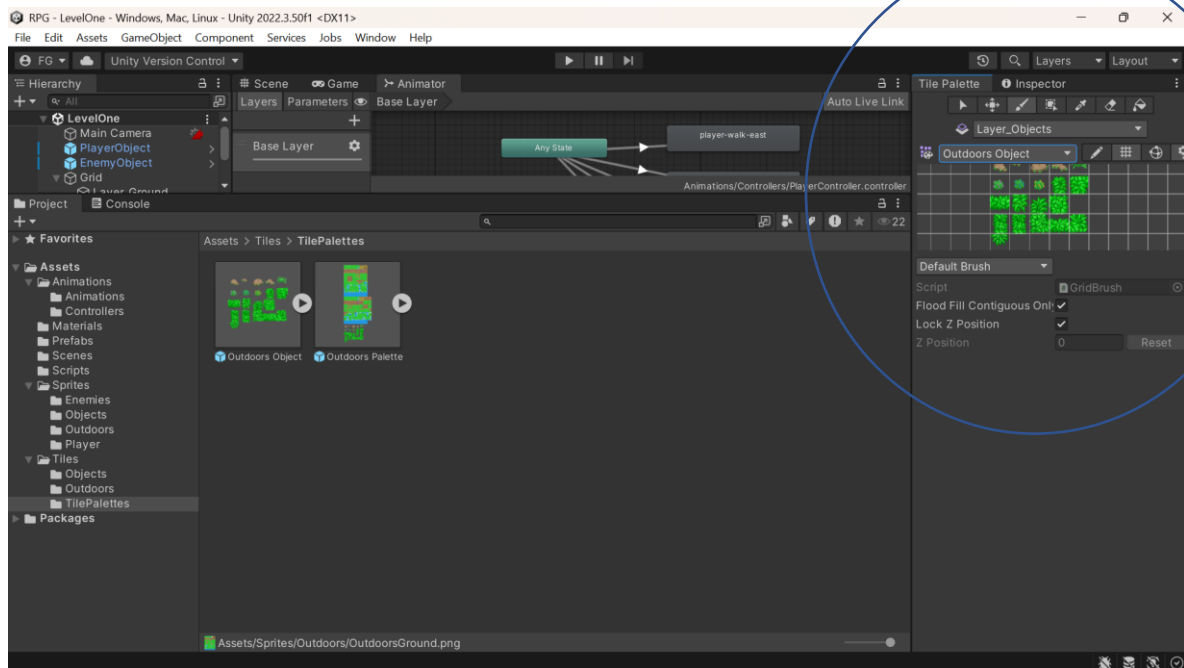 RPG - LevelOne - Windows, Mac, Linux - Unity 2022.3.50f1 <DX11>
File Edit Assets GameObject Component Services Jobs Window Help
FG Unity Version Control Layers Layout
Hierarchy Scene Game Animator Tile Palette Inspector
All Layers Parameters Base Layer Auto Live Link
LevelOne
Main Camera
PlayerObject
EnemyObject
Grid
Layer_Ground
Base Layer
Any State
player-walk-east
Animations/Controllers/PlayerController.controller
Layer_Objects
Outdoors Object
Project Console
22
Favorites
Assets > Tiles > TilePalettes
Assets
Animations
Animations
Controllers
Materials
Prefabs
Scenes
Scripts
Sprites
Enemies
Objects
Outdoors
Player
Tiles
Objects
Outdoors
TilePalettes
Packages
Outdoors Object Outdoors Palette
Default Brush
Script GridBrush
Flood Fill Contiguous Onl
Lock Z Position
Z Position 0 Reset
Assets/Sprites/Outdoors/OutdoorsGround.png